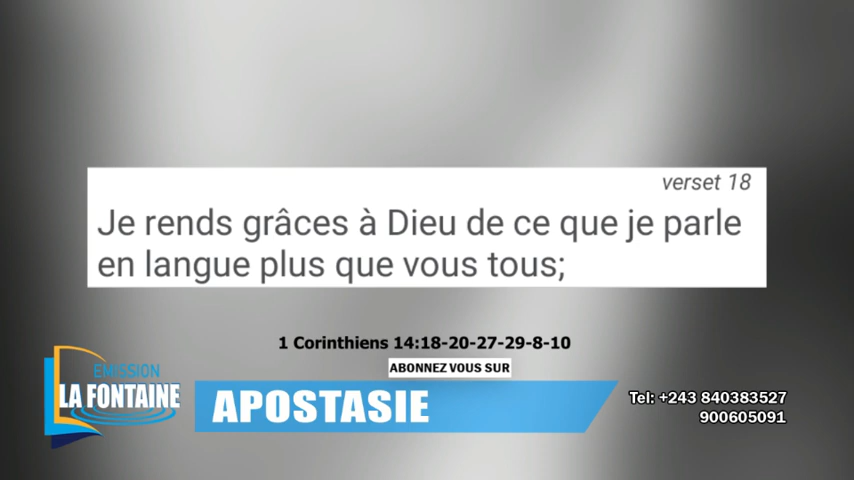 verset 18
Je rends grâces à Dieu de ce que je parle
en langue plus que vous tous;
1 Corinthiens 14:18-20-27-29-8-10
ABONNEZ VOUS SUR
EMISSION
LA FONTAINE
APOSTASIE
Tel: +243 840383527
900605091